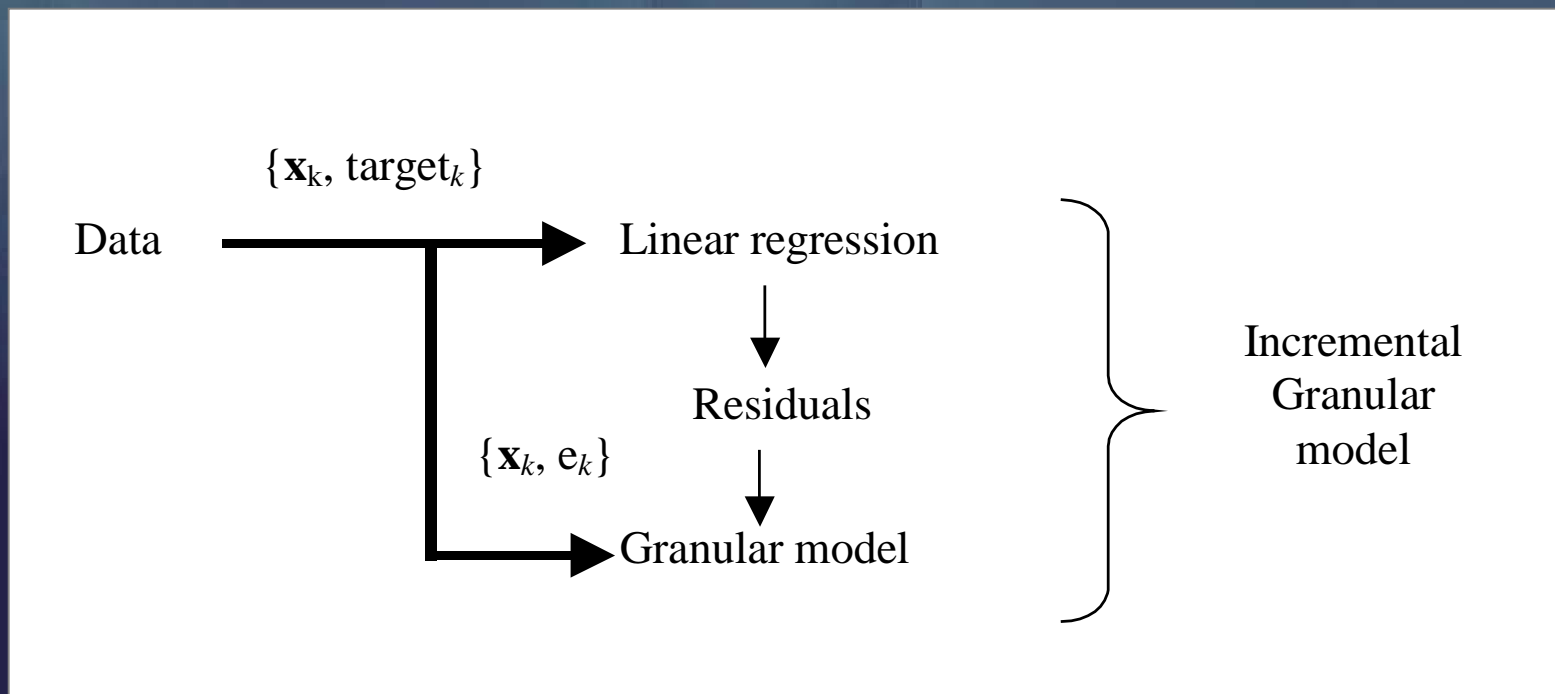 {xk, targetk}
Data
Linear regression
Residuals
{xk, ek}
Granular model
Incremental
Granular
model